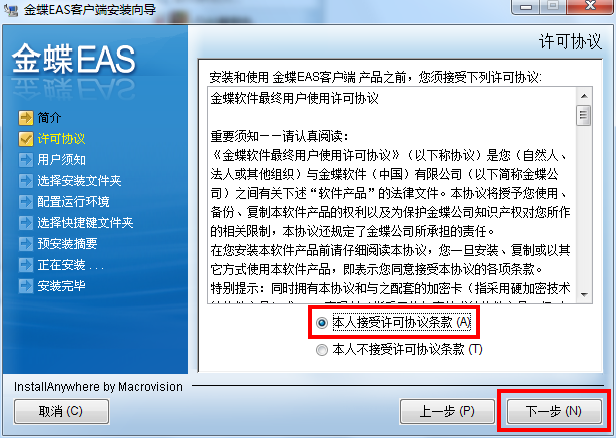 金蝶EAS客户端安装向导
许可协议
金蝶EAS
简介
许可协议
用户须知
选择安装文件夹
配置运行环境
选择快捷键文件夹
预安装摘要
正在安装 ...
安装完毕
安装和使用 金蝶EAS客户端 产品之前，您须接受下列许可协议:
金蝶软件最终用户使用许可协议
重要须知－－请认真阅读：
《金蝶软件最终用户使用许可协议》（以下称协议）是您（自然人、
法人或其他组织）与金蝶软件（中国）有限公司（以下简称金蝶公
司）之间有关下述“软件产品”的法律文件。本协议将授予您使用、
备份、复制本软件产品的权利以及为保护金蝶公司知识产权对您所作
的相关限制，本协议还规定了金蝶公司所承担的责任。
在您安装本软件产品前请仔细阅读本协议，您一旦安装、复制或以其
它方式使用本软件产品，即表示您同意接受本协议的各项条款。
特别提示：同时拥有本协议和与之配套的加密卡（指采用硬加密技术
本人接受许可协议条款 (A)
本人不接受许可协议条款 (T)
InstallAnywhere by Macrovision
取消 (C)
上一步 (P)
下一步 (N)